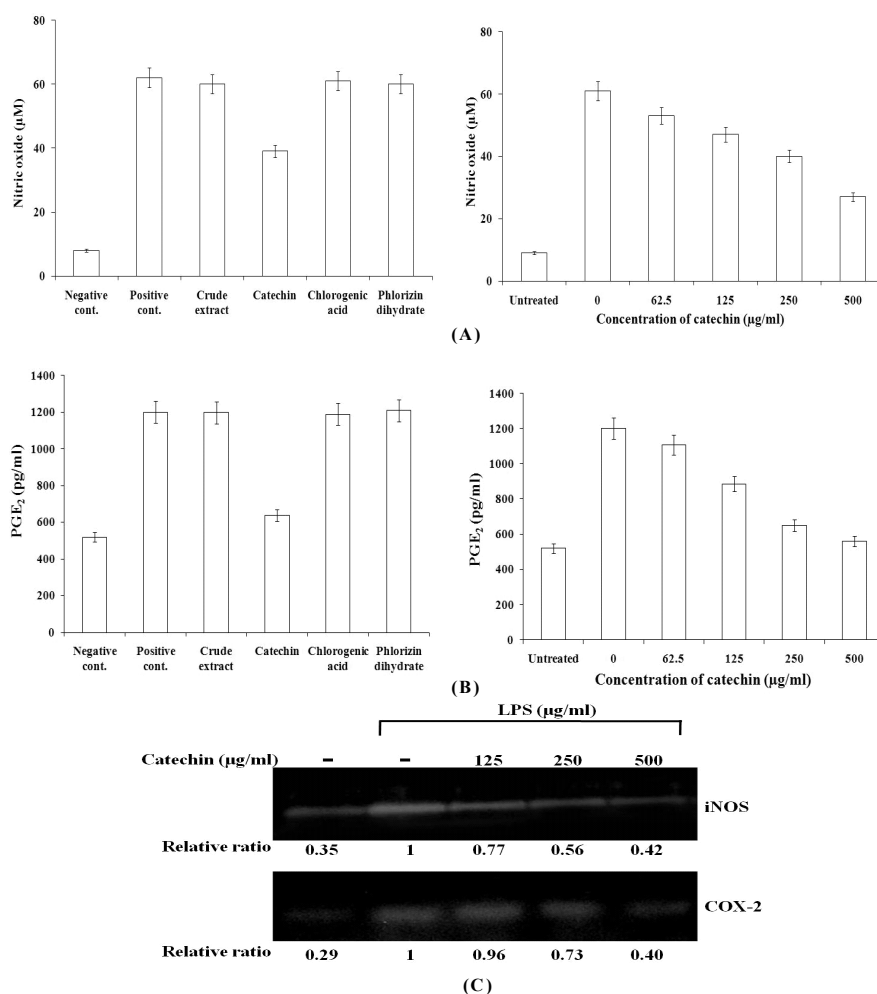 80
60
40
20
0
Nitric oxide (µM)
Negative cont.
Positive cont.
Crude extract
Catechin
Chlorogenic acid
Phlorizin dihydrate
80
60
40
20
0
Nitric oxide (µM)
Untreated
0
62.5
125
250
500
Concentration of catechin (µg/ml)
(A)
1400
1200
1000
800
600
400
200
0
PGE₂ (pg/ml)
Negative cont.
Positive cont.
Crude extract
Catechin
Chlorogenic acid
Phlorizin dihydrate
1400
1200
1000
800
600
400
200
0
PGE₂ (pg/ml)
Untreated
0
62.5
125
250
500
Concentration of catechin (µg/ml)
(B)
LPS (µg/ml)
Catechin (µg/ml) - - 125 250 500
iNOS
Relative ratio 0.35 1 0.77 0.56 0.42
COX-2
Relative ratio 0.29 1 0.96 0.73 0.40
(C)